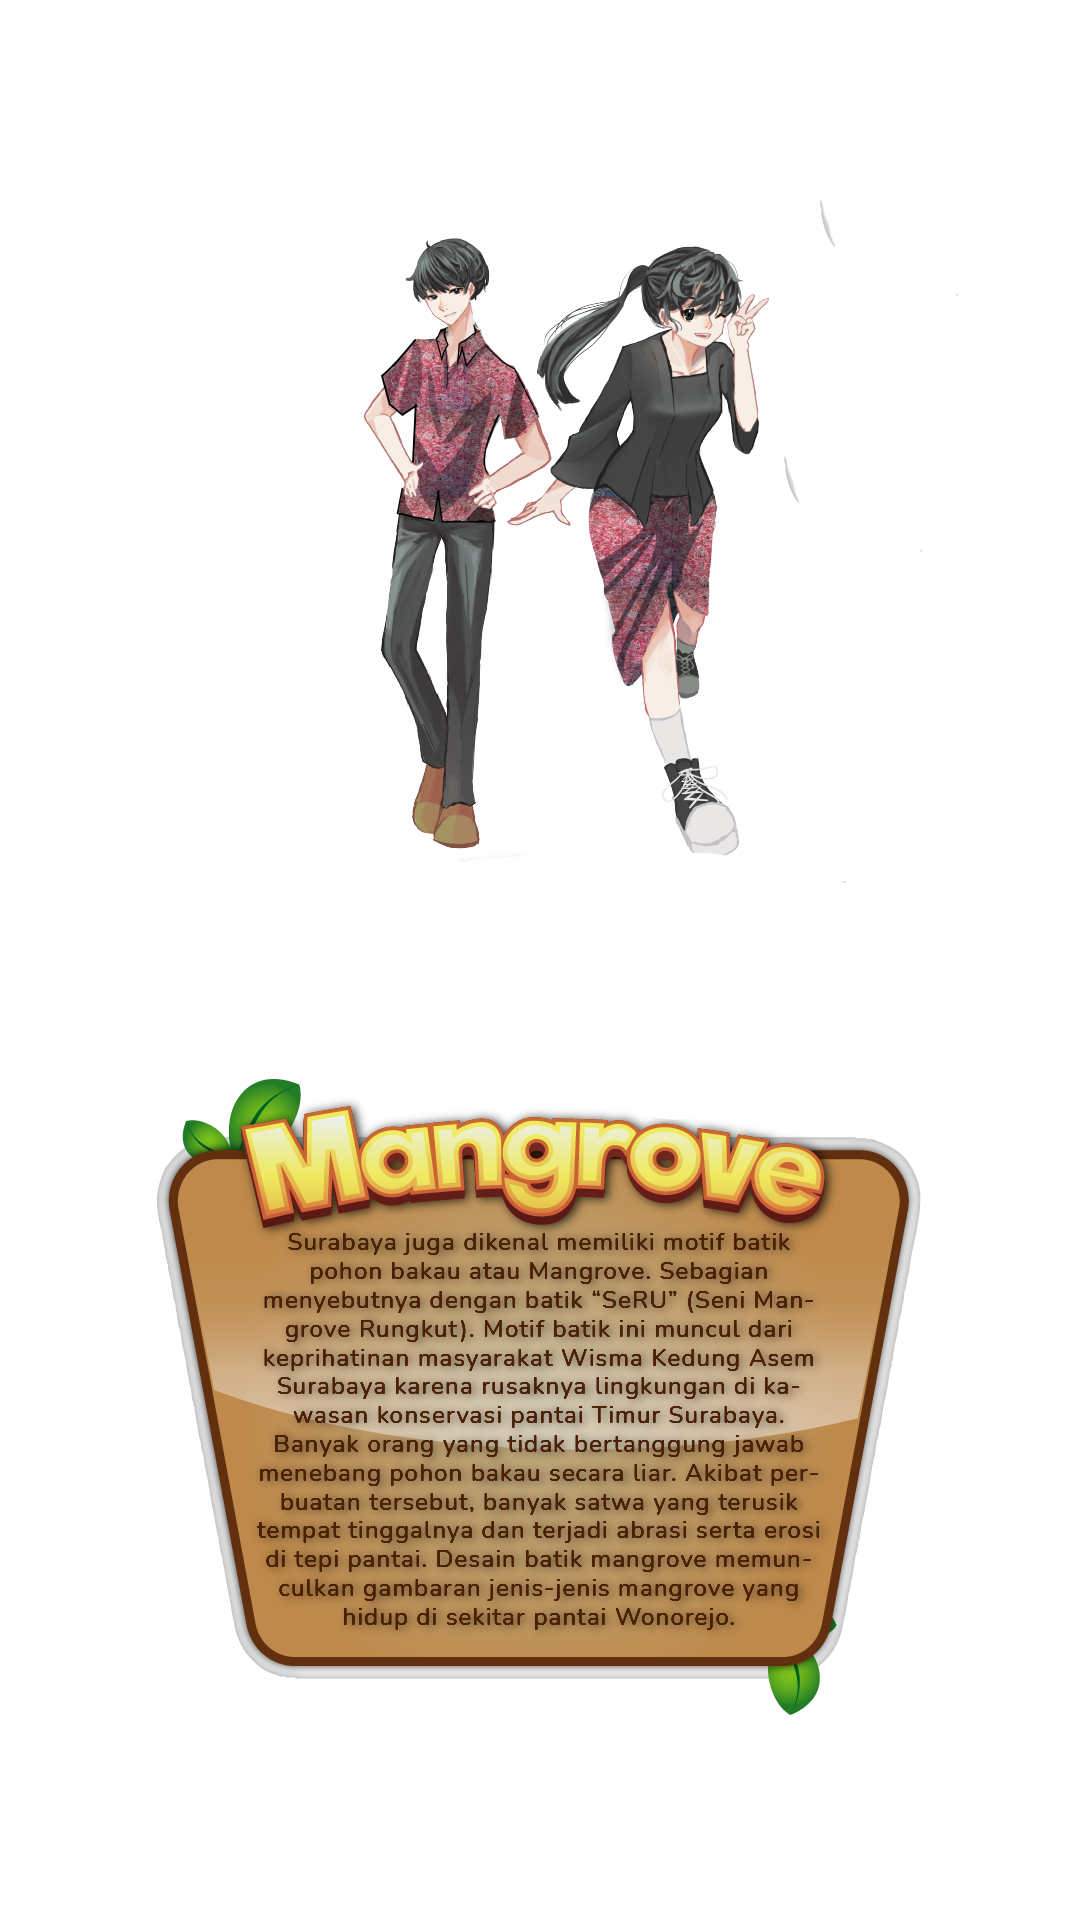 Mangrove
Surabaya juga dikenal memiliki motif batik
pohon bakau atau Mangrove. Sebagian
menyebutnya dengan batik “SeRU” (Seni Man-
grove Rungkut). Motif batik ini muncul dari
keprihatinan masyarakat Wisma Kedung Asem
Surabaya karena rusaknya lingkungan di ka-
wasan konservasi pantai Timur Surabaya.
Banyak orang yang tidak bertanggung jawab
menebang pohon bakau secara liar. Akibat per-
buatan tersebut, banyak satwa yang terusik
tempat tinggalnya dan terjadi abrasi serta erosi
di tepi pantai. Desain batik mangrove memun-
culkan gambaran jenis-jenis mangrove yang
hidup di sekitar pantai Wonorejo.